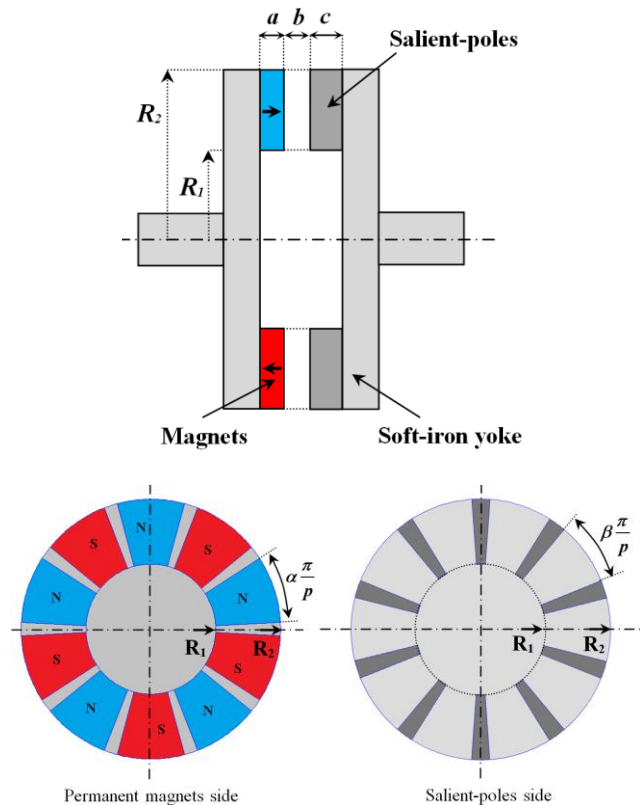 a b c
Salient-poles
R₂
R₁
Magnets
Soft-iron yoke
N
S
S
α π/p
N
N
R₁
R₂
S
S
N
N
S
β π/p
R₁
R₂
Permanent magnets side
Salient-poles side